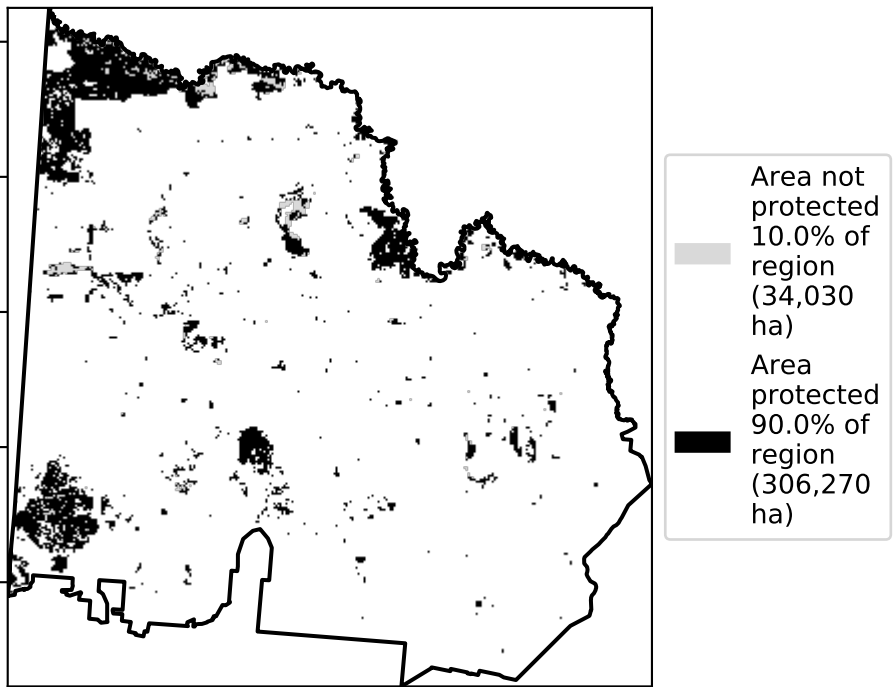 Area not
protected
10.0% of
region
(34,030
ha)
Area
protected
90.0% of
region
(306,270
ha)